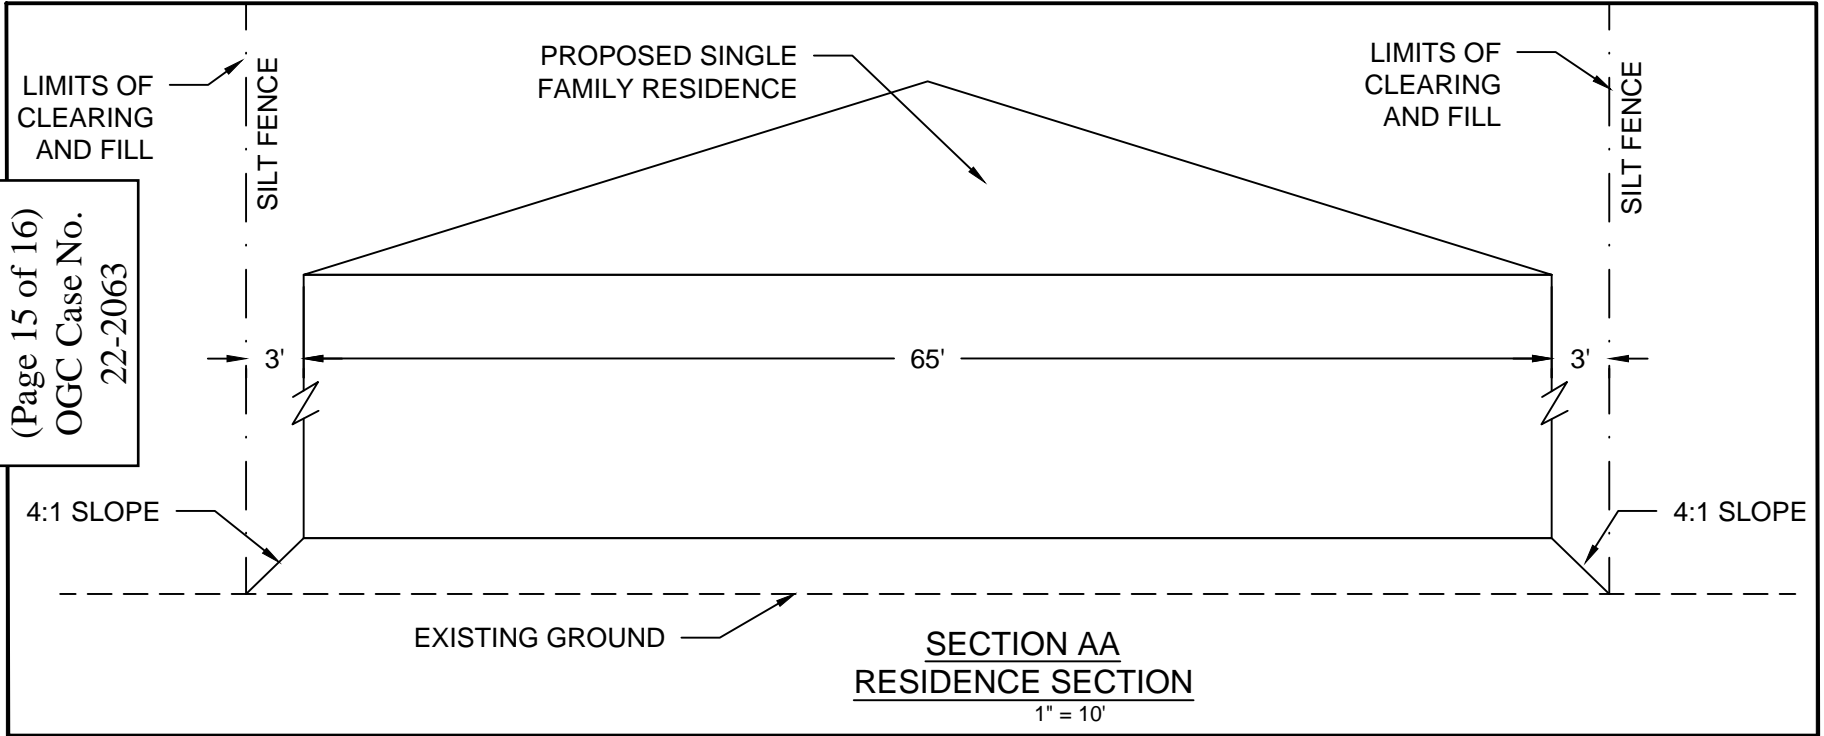 LIMITS OF
CLEARING
AND FILL
SILT FENCE
PROPOSED SINGLE
FAMILY RESIDENCE
LIMITS OF
CLEARING
AND FILL
SILT FENCE
(Page 15 of 16)
OGC Case No.
22-2063
3'
65'
3'
4:1 SLOPE
4:1 SLOPE
EXISTING GROUND
SECTION AA
RESIDENCE SECTION
1" = 10'